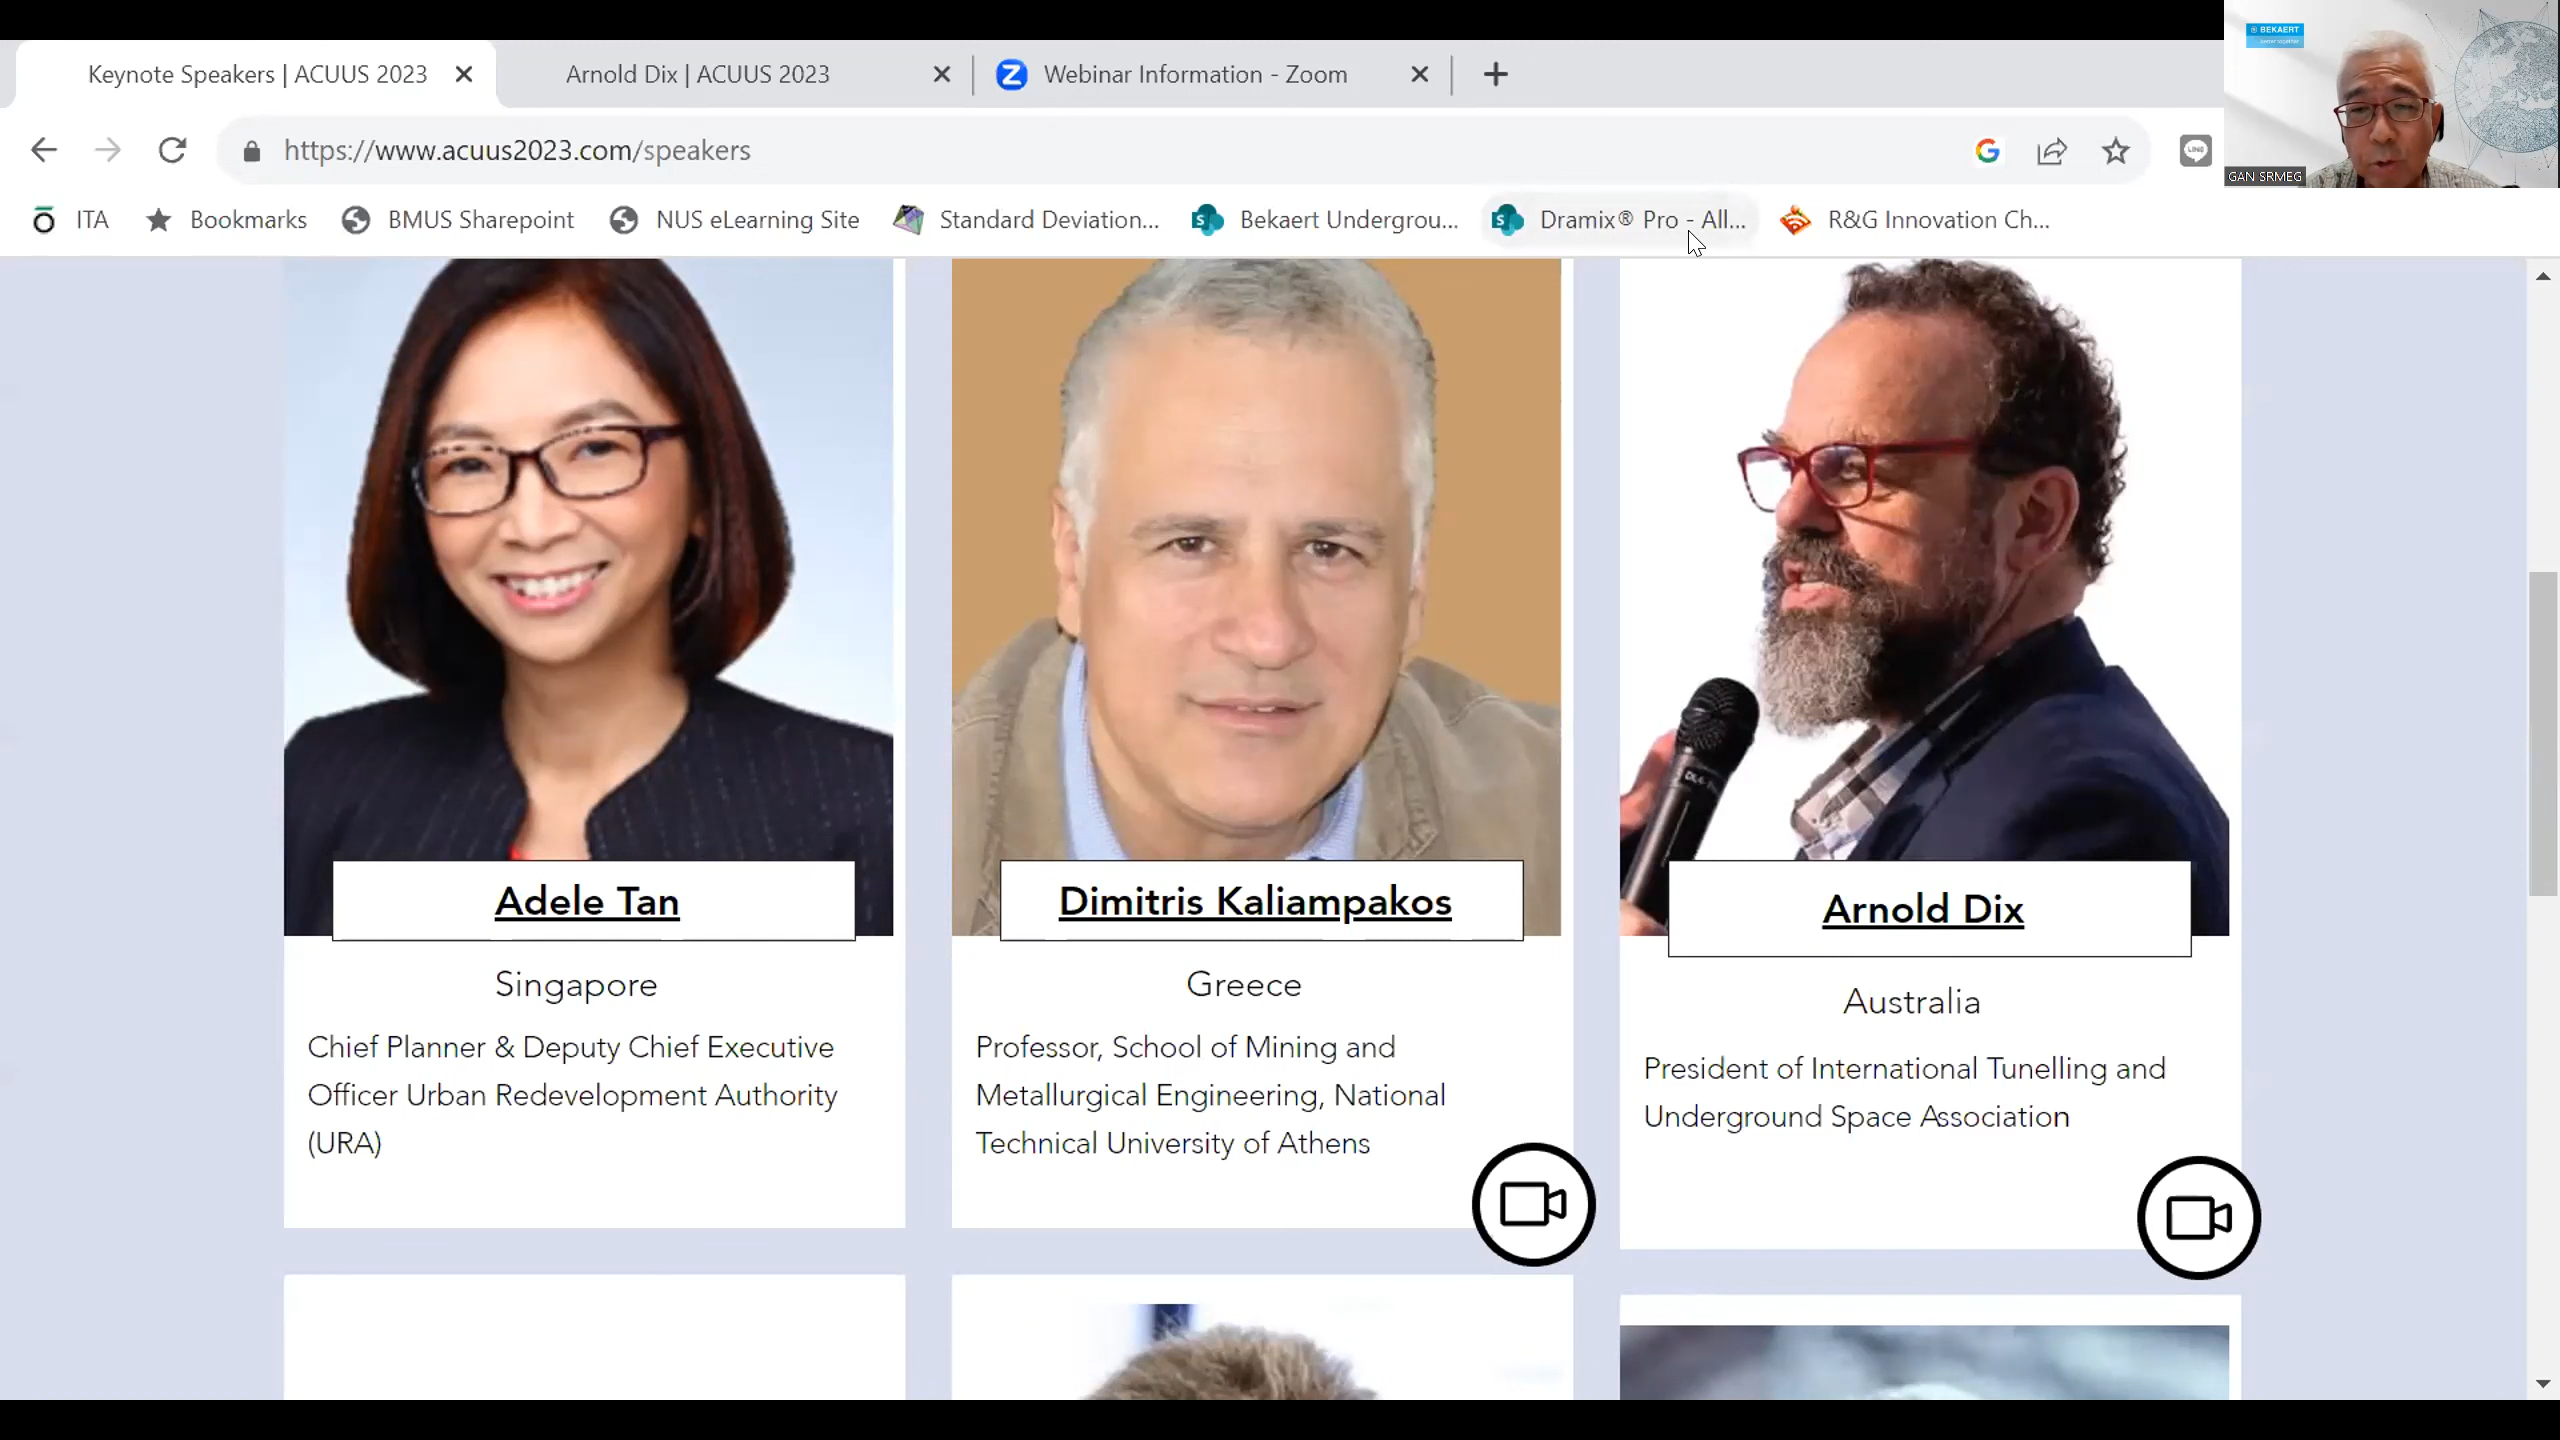 Keynote Speakers | ACUUS 2023
Arnold Dix | ACUUS 2023
Webinar Information - Zoom
BEKAERT
GAN SRMEG
https://www.acuus2023.com/speakers
LINE
ITA
Bookmarks
BMUS Sharepoint
NUS eLearning Site
Standard Deviation...
Bekaert Undergrou...
Dramix® Pro - All...
R&G Innovation Ch...
Adele Tan
Singapore
Chief Planner & Deputy Chief Executive
Officer Urban Redevelopment Authority
(URA)
Dimitris Kaliampakos
Greece
Professor, School of Mining and
Metallurgical Engineering, National
Technical University of Athens
Arnold Dix
Australia
President of International Tunelling and
Underground Space Association